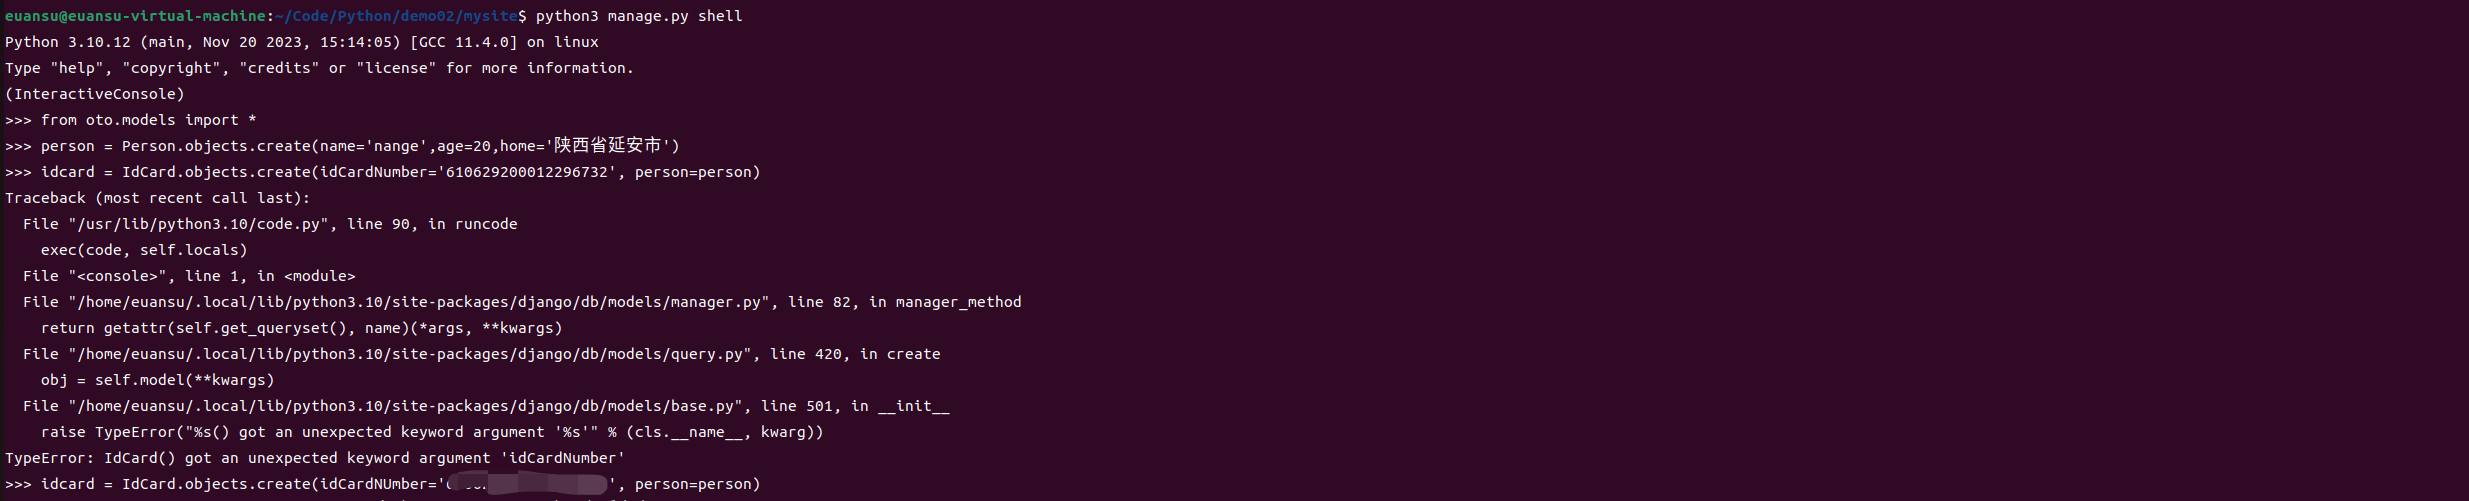 euansu@euansu-virtual-machine:~/Code/Python/demo02/mysite$ python3 manage.py shell
Python 3.10.12 (main, Nov 20 2023, 15:14:05) [GCC 11.4.0] on linux
Type "help", "copyright", "credits" or "license" for more information.
(InteractiveConsole)
>>> from oto.models import *
>>> person = Person.objects.create(name='nange',age=20,home='陕西省延安市')
>>> idcard = IdCard.objects.create(idCardNumber='610629200012296732', person=person)
Traceback (most recent call last):
  File "/usr/lib/python3.10/code.py", line 90, in runcode
    exec(code, self.locals)
  File "<console>", line 1, in <module>
  File "/home/euansu/.local/lib/python3.10/site-packages/django/db/models/manager.py", line 82, in manager_method
    return getattr(self.get_queryset(), name)(*args, **kwargs)
  File "/home/euansu/.local/lib/python3.10/site-packages/django/db/models/query.py", line 420, in create
    obj = self.model(**kwargs)
  File "/home/euansu/.local/lib/python3.10/site-packages/django/db/models/base.py", line 501, in __init__
    raise TypeError("%s() got an unexpected keyword argument '%s'" % (cls.__name__, kwarg))
TypeError: IdCard() got an unexpected keyword argument 'idCardNumber'
>>> idcard = IdCard.objects.create(idCardNUmber='', person=person)